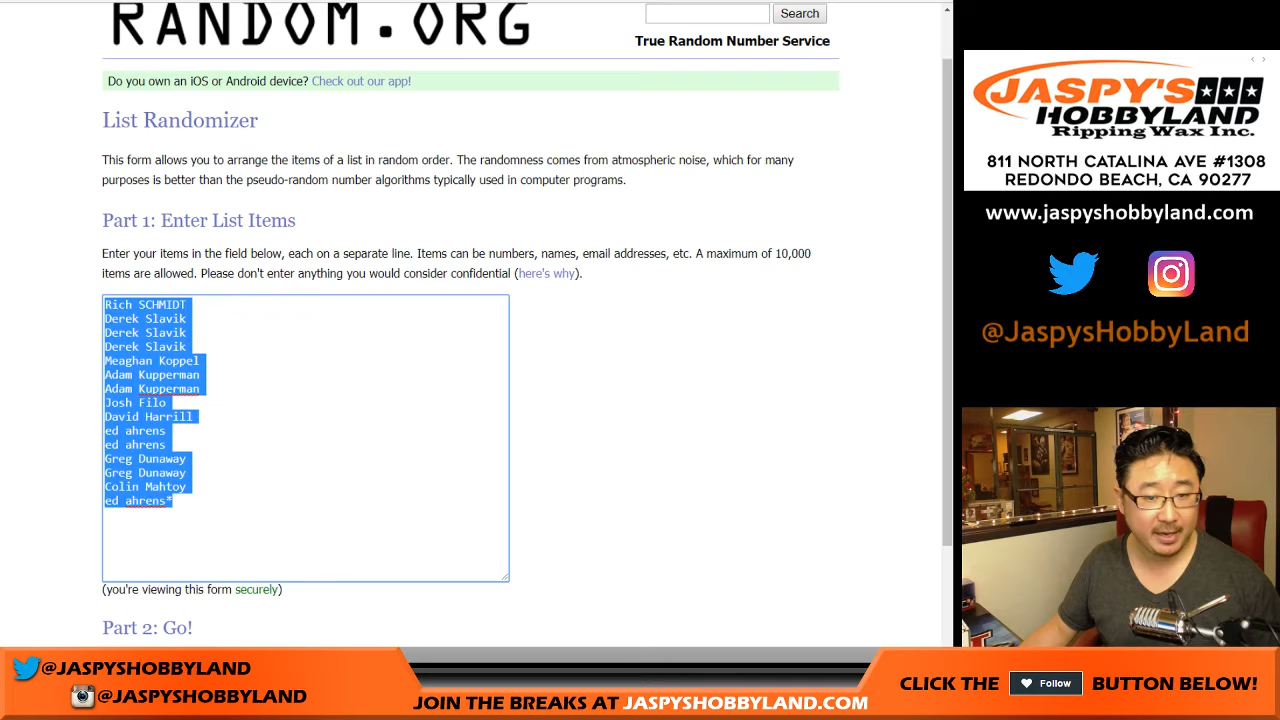 RANDOM.ORG
Search
True Random Number Service
Do you own an iOS or Android device? Check out our app!
List Randomizer
This form allows you to arrange the items of a list in random order. The randomness comes from atmospheric noise, which for many
purposes is better than the pseudo-random number algorithms typically used in computer programs.
Part 1: Enter List Items
Enter your items in the field below, each on a separate line. Items can be numbers, names, email addresses, etc. A maximum of 10,000
items are allowed. Please don't enter anything you would consider confidential (here's why).
Rich SCHMIDT
Derek Slavik
Derek Slavik
Derek Slavik
Meaghan Koppel
Adam Kupperman
Adam Kupperman
Josh Filo
David Harrill
ed ahrens
ed ahrens
Greg Dunaway
Greg Dunaway
Colin Mahtoy
ed ahrens*
(you're viewing this form securely)
Part 2: Go!
JASPY'S
HOBBYLAND
Ripping Wax Inc.
811 NORTH CATALINA AVE #1308
REDONDO BEACH, CA 90277
www.jaspyshobbyland.com
@JaspysHobbyLand
@JASPYSHOBBYLAND
@JASPYSHOBBYLAND
JOIN THE BREAKS AT JASPYSHOBBYLAND.COM
CLICK THE Follow BUTTON BELOW!